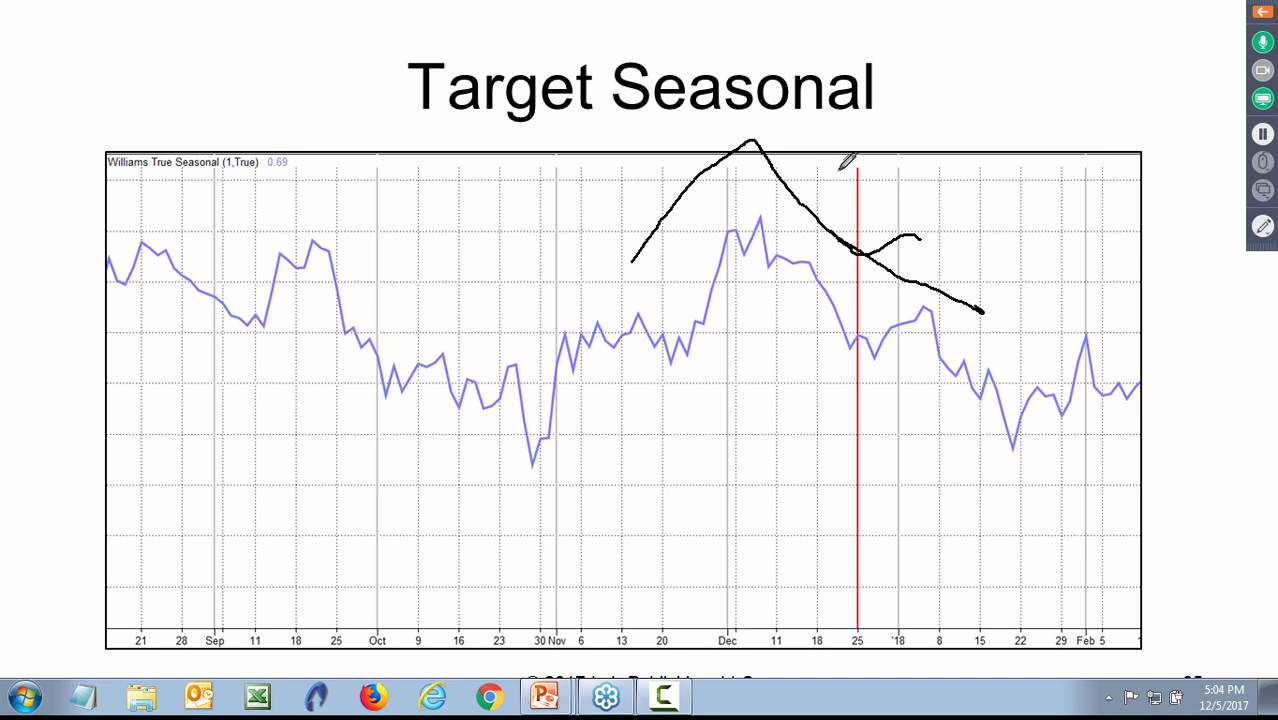 Target Seasonal
Williams True Seasonal (1,True) 0.69
21 28 Sep 11 18 25 Oct 9 16 23 30 Nov 6 13 20 Dec 11 18 25 '18 8 15 22 29 Feb 5
5:04 PM
12/5/2017